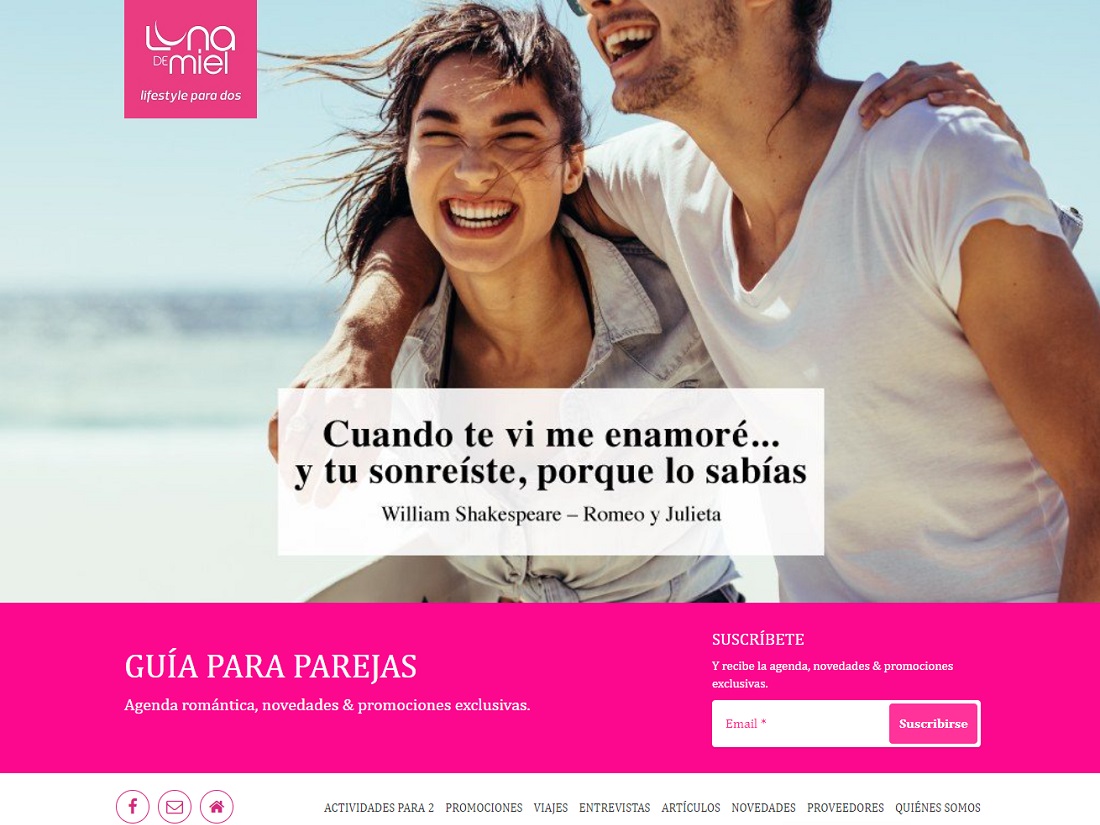 Luna
DE miel
lifestyle para dos
Cuando te vi me enamoré...
y tu sonreíste, porque lo sabías
William Shakespeare – Romeo y Julieta
GUÍA PARA PAREJAS
Agenda romántica, novedades & promociones exclusivas.
SUSCRÍBETE
Y recibe la agenda, novedades & promociones
exclusivas.
Email *
Suscribirse
ACTIVIDADES PARA 2 PROMOCIONES VIAJES ENTREVISTAS ARTÍCULOS NOVEDADES PROVEEDORES QUIÉNES SOMOS